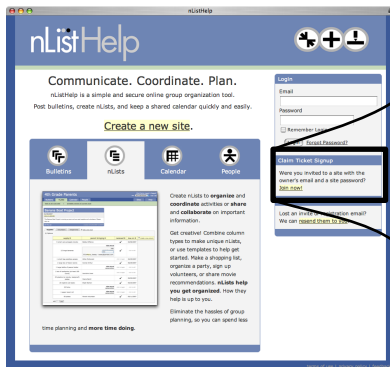 nListHelp
nListHelp
Communicate. Coordinate. Plan.
nListHelp is a simple and secure online group organization tool.
Post bulletins, create nLists, and keep a shared calendar quickly and easily.
Create a new site.
Bulletins
nLists
Calendar
People
Create nLists to organize and
coordinate activities or share
and collaborate on important
information.
Get creative! Combine column
types to make unique nLists,
or use templates to help get
started. Make a shopping list,
organize a party, sign up
volunteers, or share movie
recommendations. nLists help
you get organized. How they
help is up to you.
Eliminate the hassles of group
planning, so you can spend less
time planning and more time doing.
Login
Email
Password
Remember
Forgot Password?
Claim Ticket Signup
Were you invited to a site with the
owner's email and a site password?
Join now!
Lost an invite or registration email?
We can resend them to you